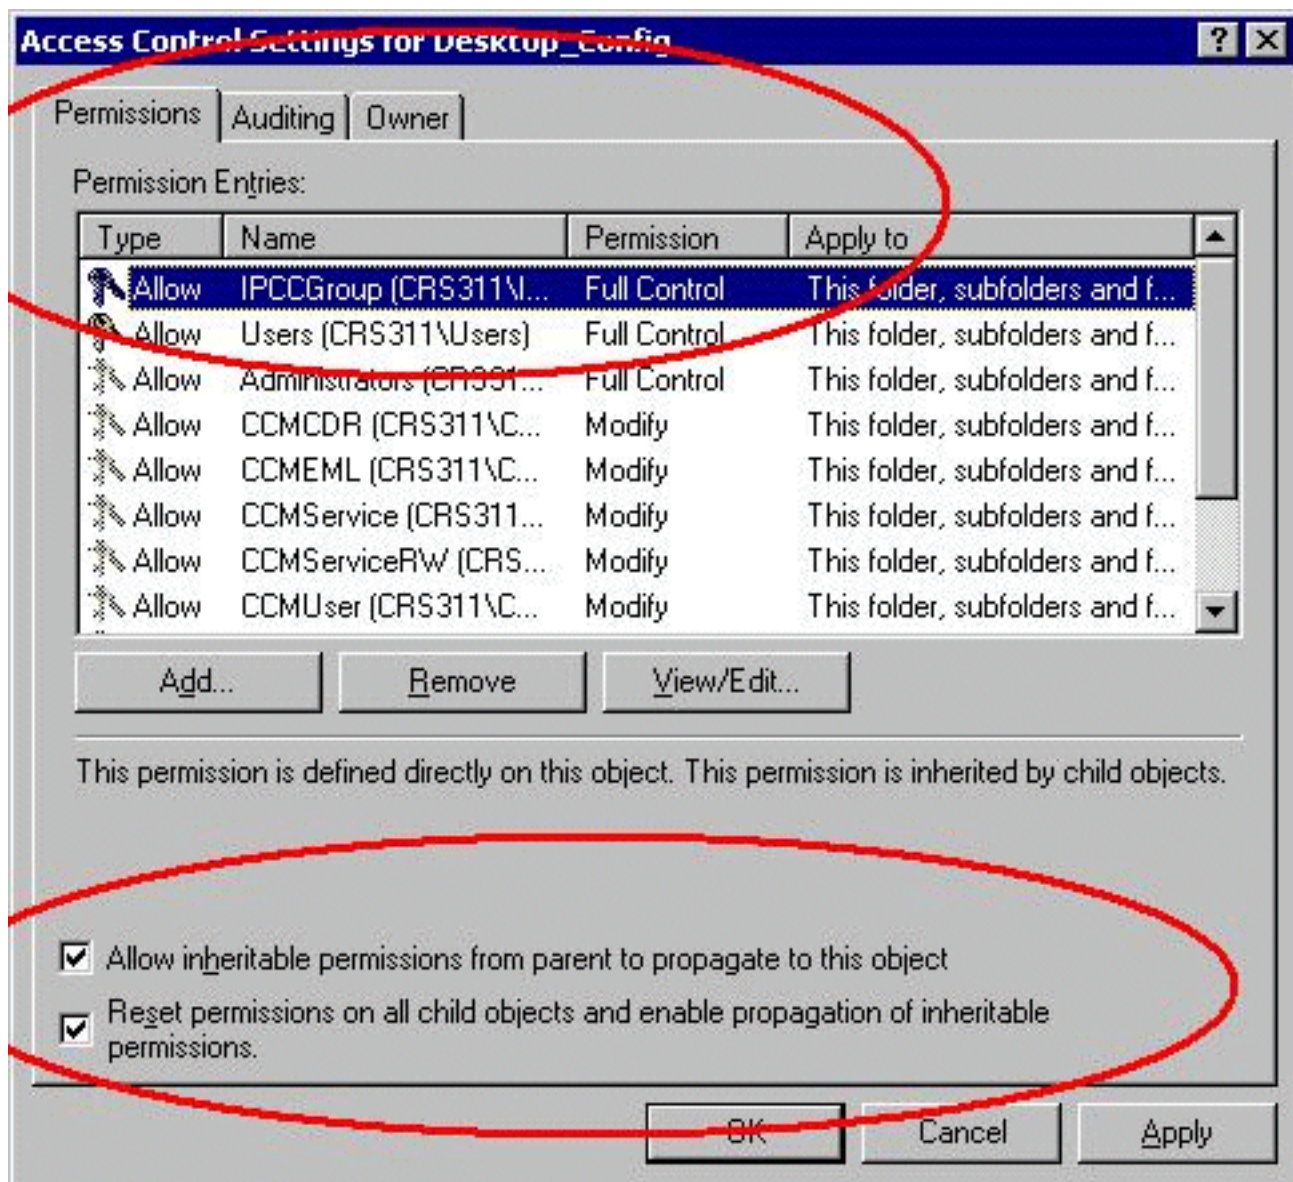 Access Control Settings for Desktop_Config
Permissions Auditing Owner
Permission Entries:
Type Name Permission Apply to
Allow IPCCGroup (CRS311\I... Full Control This folder, subfolders and f...
Allow Users (CRS311\Users) Full Control This folder, subfolders and f...
Allow Administrators (CRS31... Full Control This folder, subfolders and f...
Allow CCMCDR (CRS311\C... Modify This folder, subfolders and f...
Allow CCMEML (CRS311\C... Modify This folder, subfolders and f...
Allow CCMService (CRS311... Modify This folder, subfolders and f...
Allow CCMServiceRW (CRS... Modify This folder, subfolders and f...
Allow CCMUser (CRS311\C... Modify This folder, subfolders and f...
Add... Remove View/Edit...
This permission is defined directly on this object. This permission is inherited by child objects.
Allow inheritable permissions from parent to propagate to this object
Reset permissions on all child objects and enable propagation of inheritable
permissions.
OK Cancel Apply